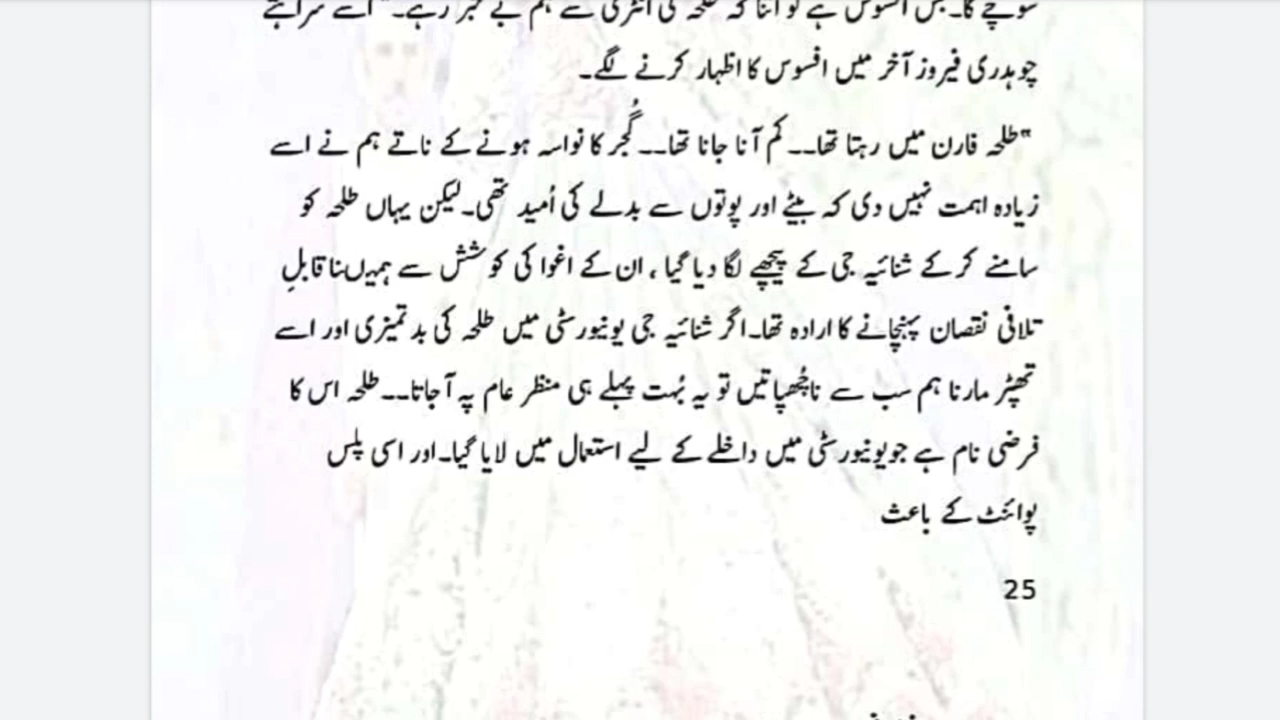 سوچے گا۔بس افسوس ہے تو اتنا کہ طلحہ کی انٹری سے ہم بے خبر رہے۔" اسے سراہتے
چوہدری فیروز آخر میں افسوس کا اظہار کرنے لگے۔
"طلحہ فارن میں رہتا تھا۔۔کم آنا جانا تھا۔۔گُجر کا نواسہ ہونے کے ناتے ہم نے اسے
زیادہ اہمت نہیں دی کہ بیٹے اور پوتوں سے بدلے کی اُمید تھی۔لیکن یہاں طلحہ کو
سامنے کرکے شنائیہ جی کے پیچھے لگا دیا گیا ، ان کے اغوا کی کوشش سے ہمیں ناقابلِ
تلافی نقصان پہنچانے کا ارادہ تھا۔اگر شنائیہ جی یونیورسٹی میں طلحہ کی بدتمیزی اور اسے
تھپڑ مارنا ہم سب سے ناچُھپاتیں تو یہ بُہت پہلے ہی منظر عام پہ آجاتا۔۔طلحہ اس کا
فرضی نام ہے جویونیورسٹی میں داخلے کے لیے استعمال میں لایا گیا۔اور اسی پلس
پوائنٹ کے باعث
25